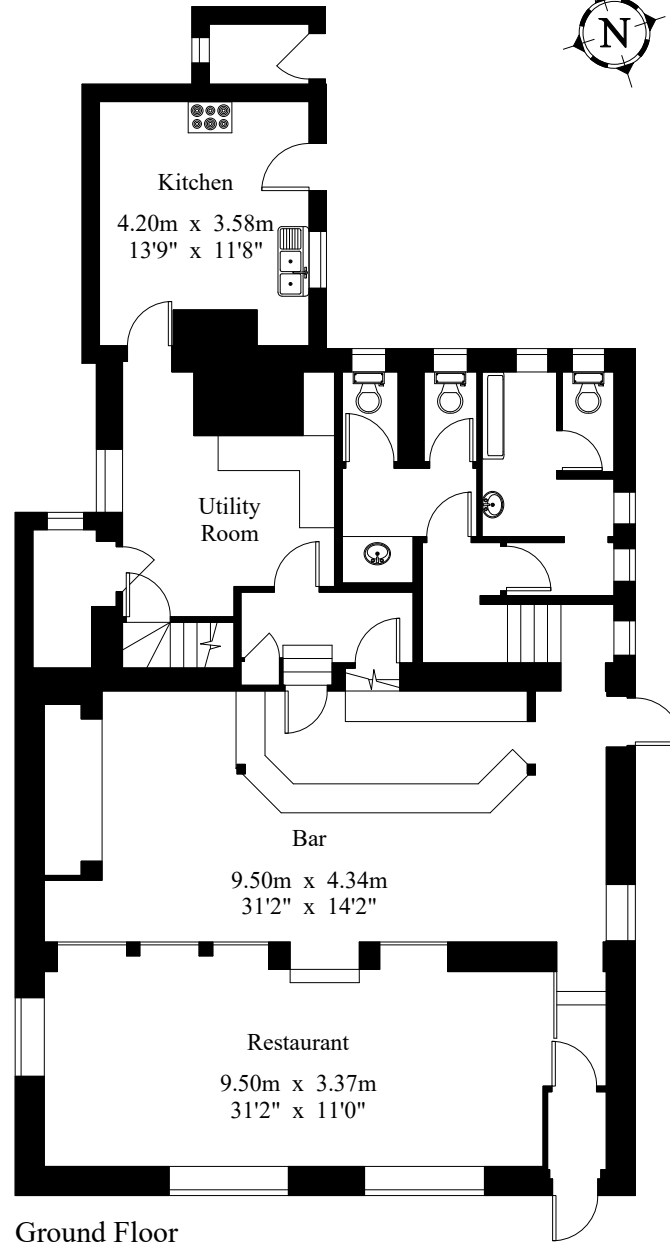 N
Kitchen
4.20m x 3.58m
13'9" x 11'8"
Utility
Room
Bar
9.50m x 4.34m
31'2" x 14'2"
Restaurant
9.50m x 3.37m
31'2" x 11'0"
Ground Floor